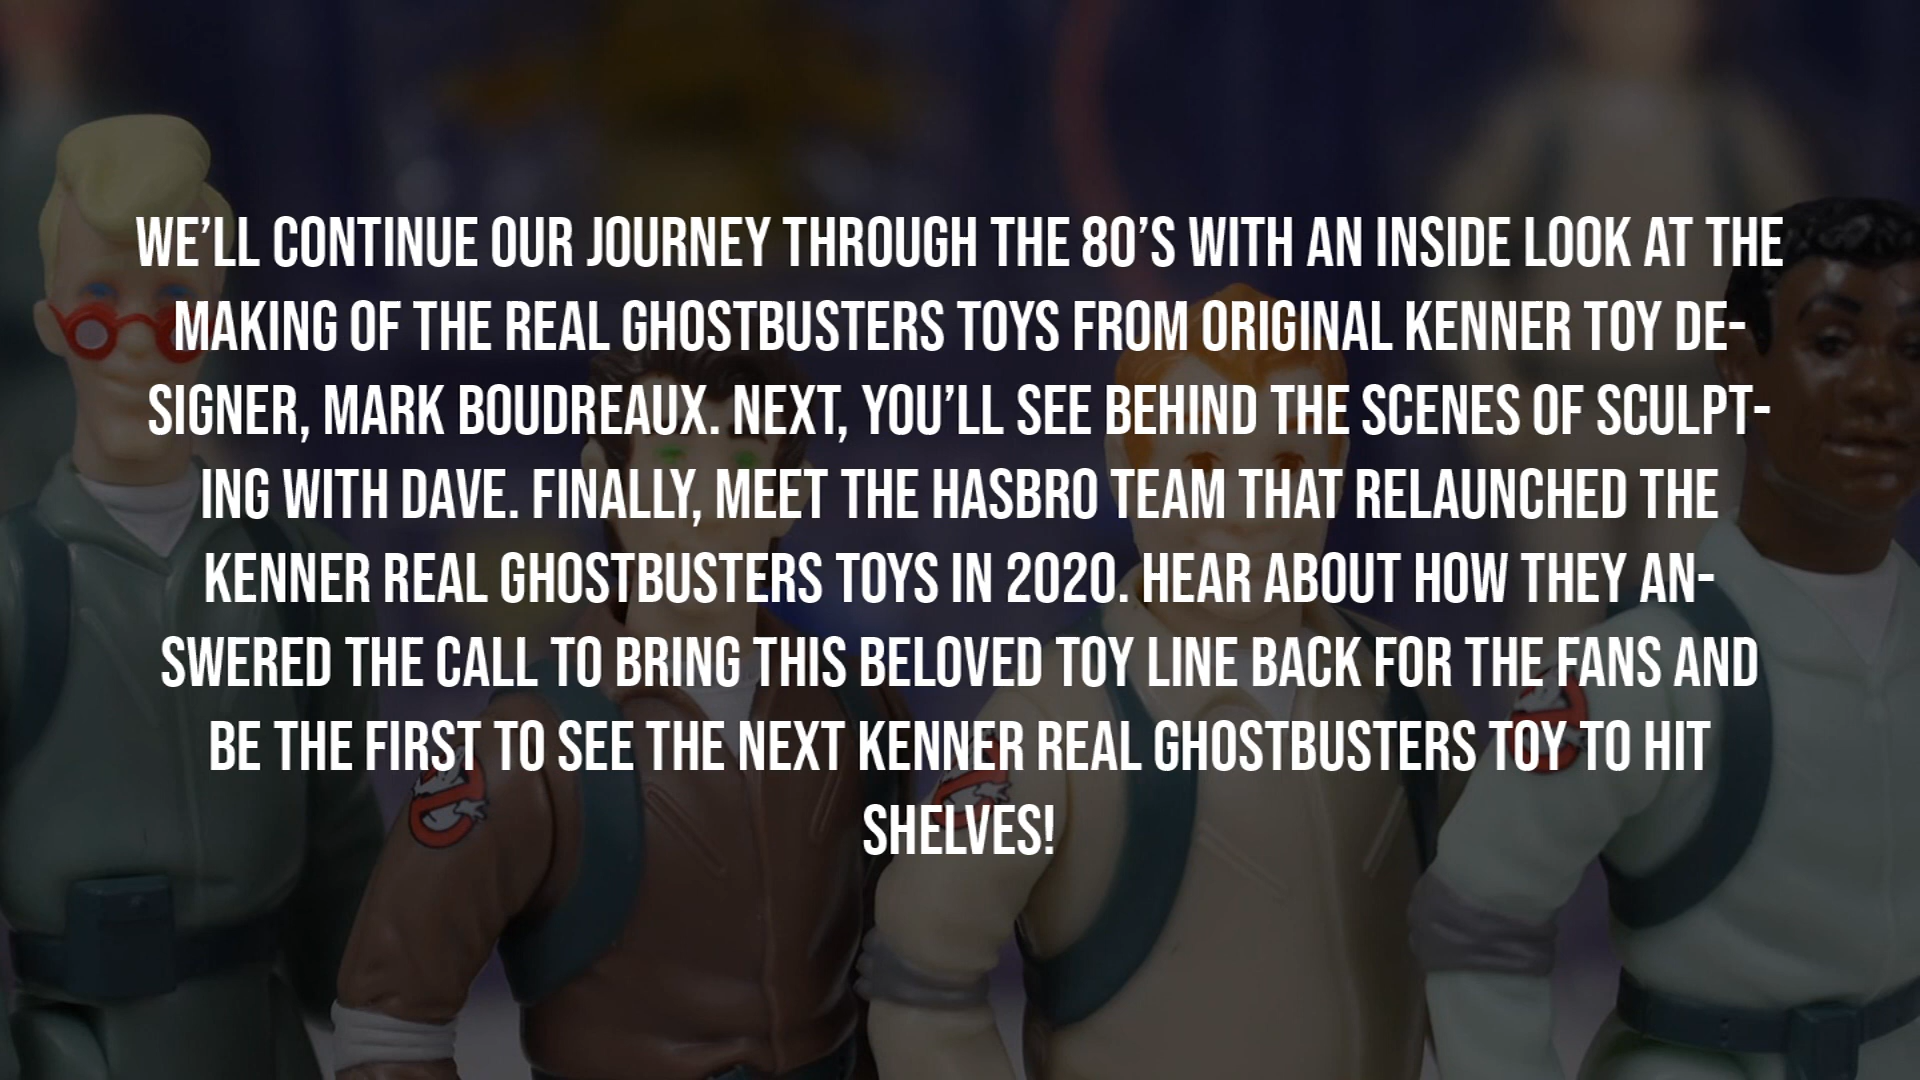 WE'LL CONTINUE OUR JOURNEY THROUGH THE 80'S WITH AN INSIDE LOOK AT THE
MAKING OF THE REAL GHOSTBUSTERS TOYS FROM ORIGINAL KENNER TOY DE-
SIGNER, MARK BOUDREAUX. NEXT, YOU'LL SEE BEHIND THE SCENES OF SCULPT-
ING WITH DAVE. FINALLY, MEET THE HASBRO TEAM THAT RELAUNCHED THE
KENNER REAL GHOSTBUSTERS TOYS IN 2020. HEAR ABOUT HOW THEY AN-
SWERED THE CALL TO BRING THIS BELOVED TOY LINE BACK FOR THE FANS AND
BE THE FIRST TO SEE THE NEXT KENNER REAL GHOSTBUSTERS TOY TO HIT
SHELVES!